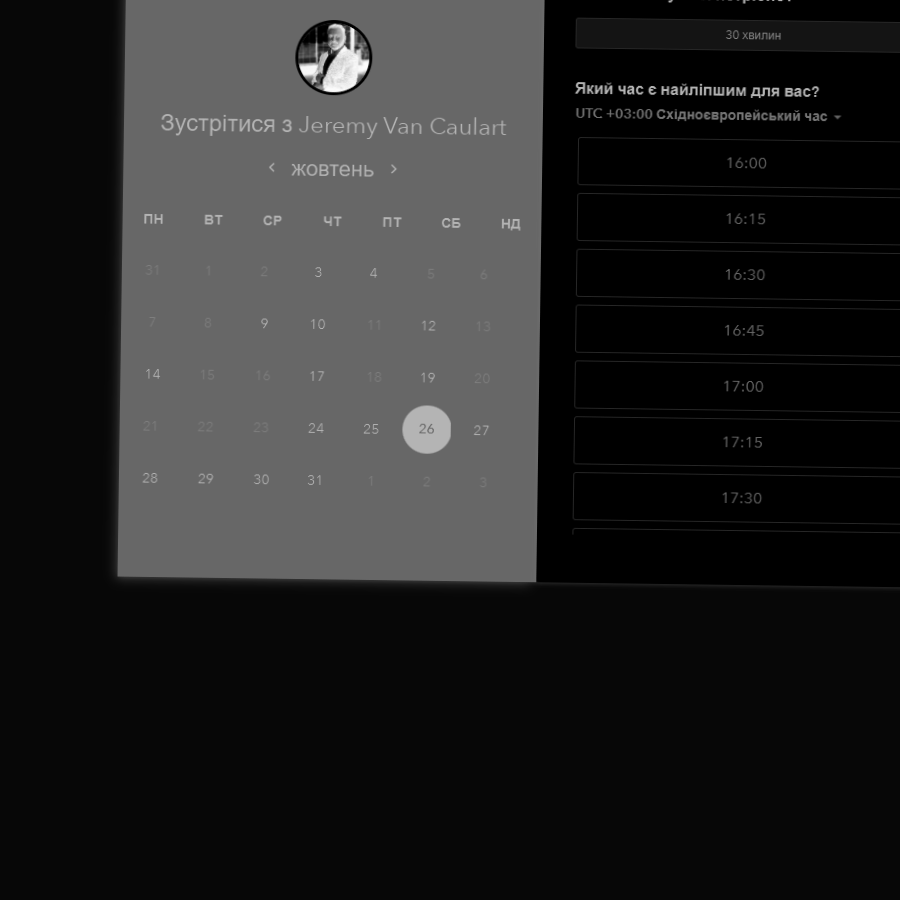 Зустрітися з Jeremy Van Caulart
‹ жовтень ›
ПН ВТ СР ЧТ ПТ СБ НД
31 1 2 3 4 5 6
7 8 9 10 11 12 13
14 15 16 17 18 19 20
21 22 23 24 25 26 27
28 29 30 31 1 2 3
30 хвилин
Який час є найліпшим для вас?
UTC +03:00 Східноєвропейський час
16:00
16:15
16:30
16:45
17:00
17:15
17:30